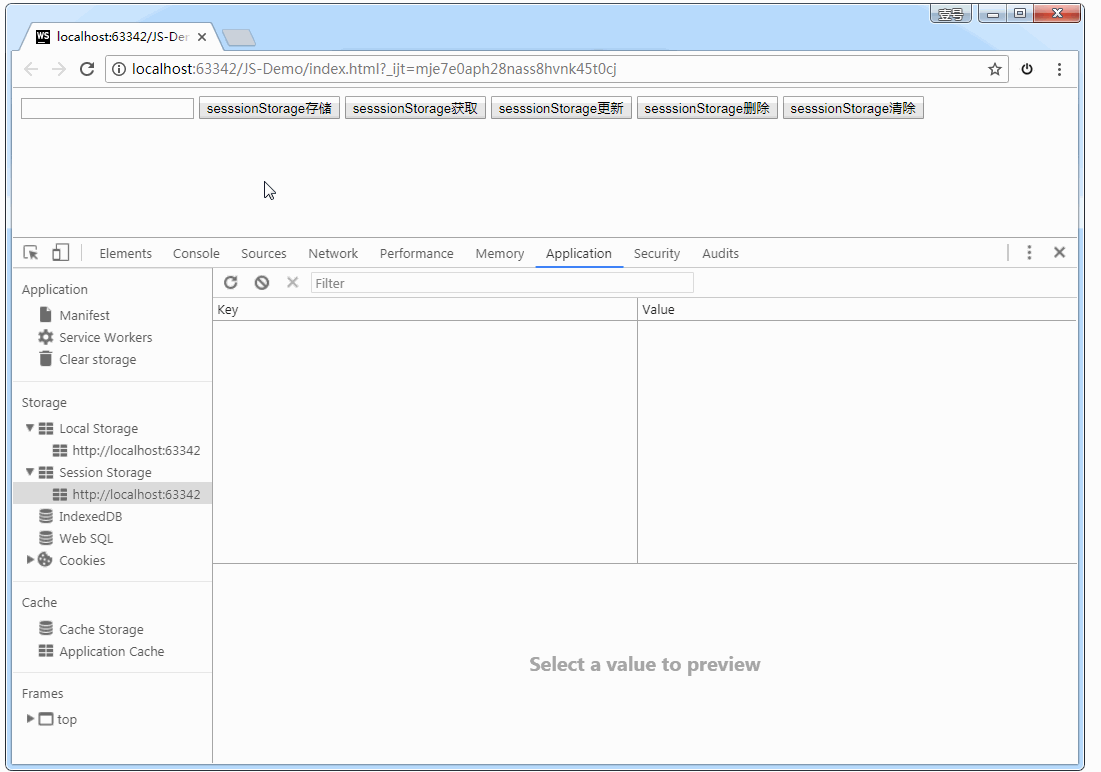 壹号
localhost:63342/JS-Der
localhost:63342/JS-Demo/index.html?_ijt=mje7e0aph28nass8hvnk45t0cj
sesssionStorage存储 sesssionStorage获取 sesssionStorage更新 sesssionStorage删除 sesssionStorage清除
Elements Console Sources Network Performance Memory Application Security Audits
Application
Manifest
Service Workers
Clear storage
Storage
Local Storage
http://localhost:63342
Session Storage
http://localhost:63342
IndexedDB
Web SQL
Cookies
Cache
Cache Storage
Application Cache
Frames
top
Filter
Key Value
Select a value to preview